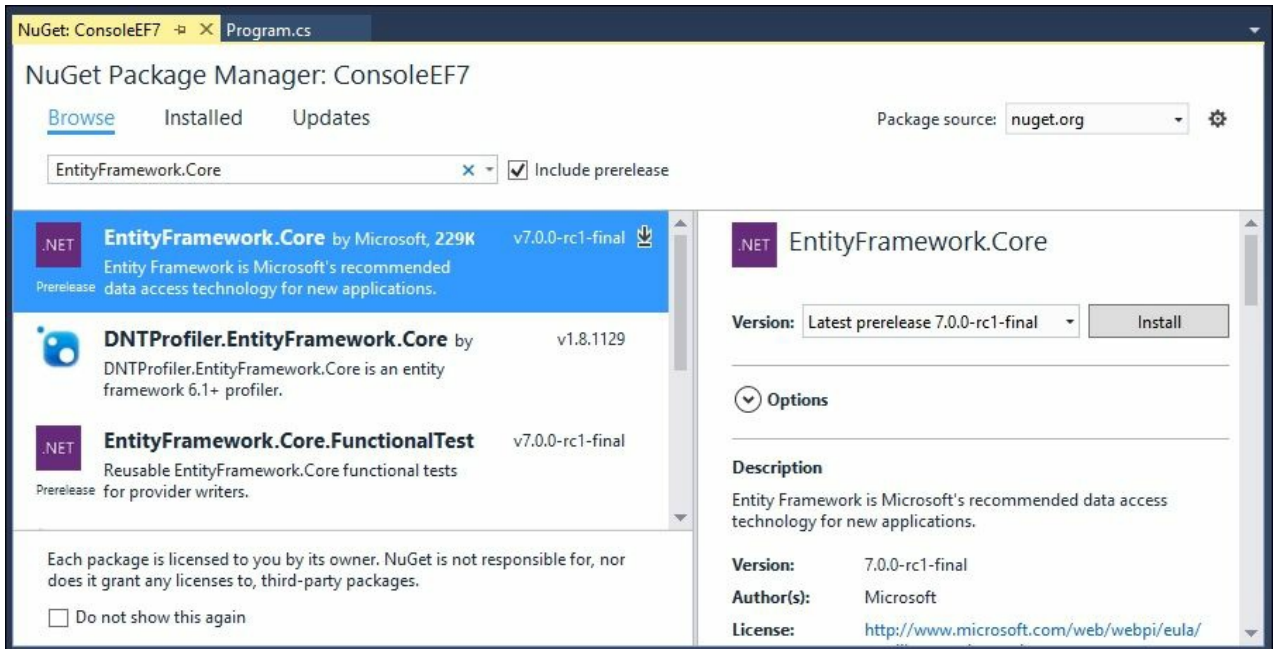 NuGet: ConsoleEF7
Program.cs
NuGet Package Manager: ConsoleEF7
Browse Installed Updates
Package source: nuget.org
EntityFramework.Core
Include prerelease
.NET
Prerelease
EntityFramework.Core by Microsoft, 229K v7.0.0-rc1-final
Entity Framework is Microsoft's recommended
data access technology for new applications.
DNTProfiler.EntityFramework.Core by v1.8.1129
DNTProfiler.EntityFramework.Core is an entity
framework 6.1+ profiler.
.NET
Prerelease
EntityFramework.Core.FunctionalTest v7.0.0-rc1-final
Reusable EntityFramework.Core functional tests
for provider writers.
Each package is licensed to you by its owner. NuGet is not responsible for, nor
does it grant any licenses to, third-party packages.
Do not show this again
.NET EntityFramework.Core
Version: Latest prerelease 7.0.0-rc1-final Install
Options
Description
Entity Framework is Microsoft's recommended data access
technology for new applications.
Version: 7.0.0-rc1-final
Author(s): Microsoft
License: http://www.microsoft.com/web/webpi/eula/